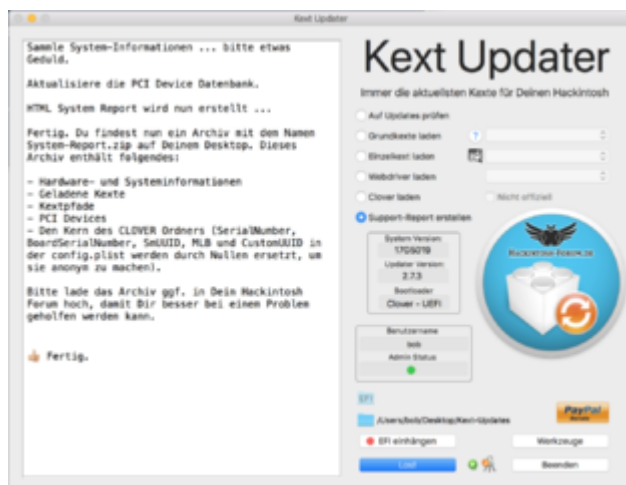 Kext Updater
Sammle System-Informationen ... bitte etwas
Geduld.
Aktualisiere die PCI Device Datenbank.
HTML System Report wird nun erstellt ...
Fertig. Du findest nun ein Archiv mit dem Namen
System-Report.zip auf Deinem Desktop. Dieses
Archiv enthält folgendes:
- Hardware- und Systeminformationen
- Geladene Kexte
- Kextpfade
- PCI Devices
- Den Kern des CLOVER Ordners (SerialNumber,
BoardSerialNumber, SmUUID, MLB und CustomUUID in
der config.plist werden durch Nullen ersetzt, um
sie anonym zu machen).
Bitte lade das Archiv ggf. in Dein Hackintosh
Forum hoch, damit Dir besser bei einem Problem
geholfen werden kann.
👍 Fertig.
Kext Updater
Immer die aktuellsten Kexte für Deinen Hackintosh
Auf Updates prüfen
Grundkexte laden ?
Einzelkext laden
Webdriver laden
Clover laden
Nicht offiziell
Support-Report erstellen
System Version:
17G5019
Updater Version:
2.7.3
Bootloader
Clover - UEFI
HACKINTOSH-FORUM.DE
Benutzername
bob
Admin Status
EFI
/Users/bob/Desktop/Kext-Updates
PayPal
EFI einhängen
Werkzeuge
Los!
Beenden